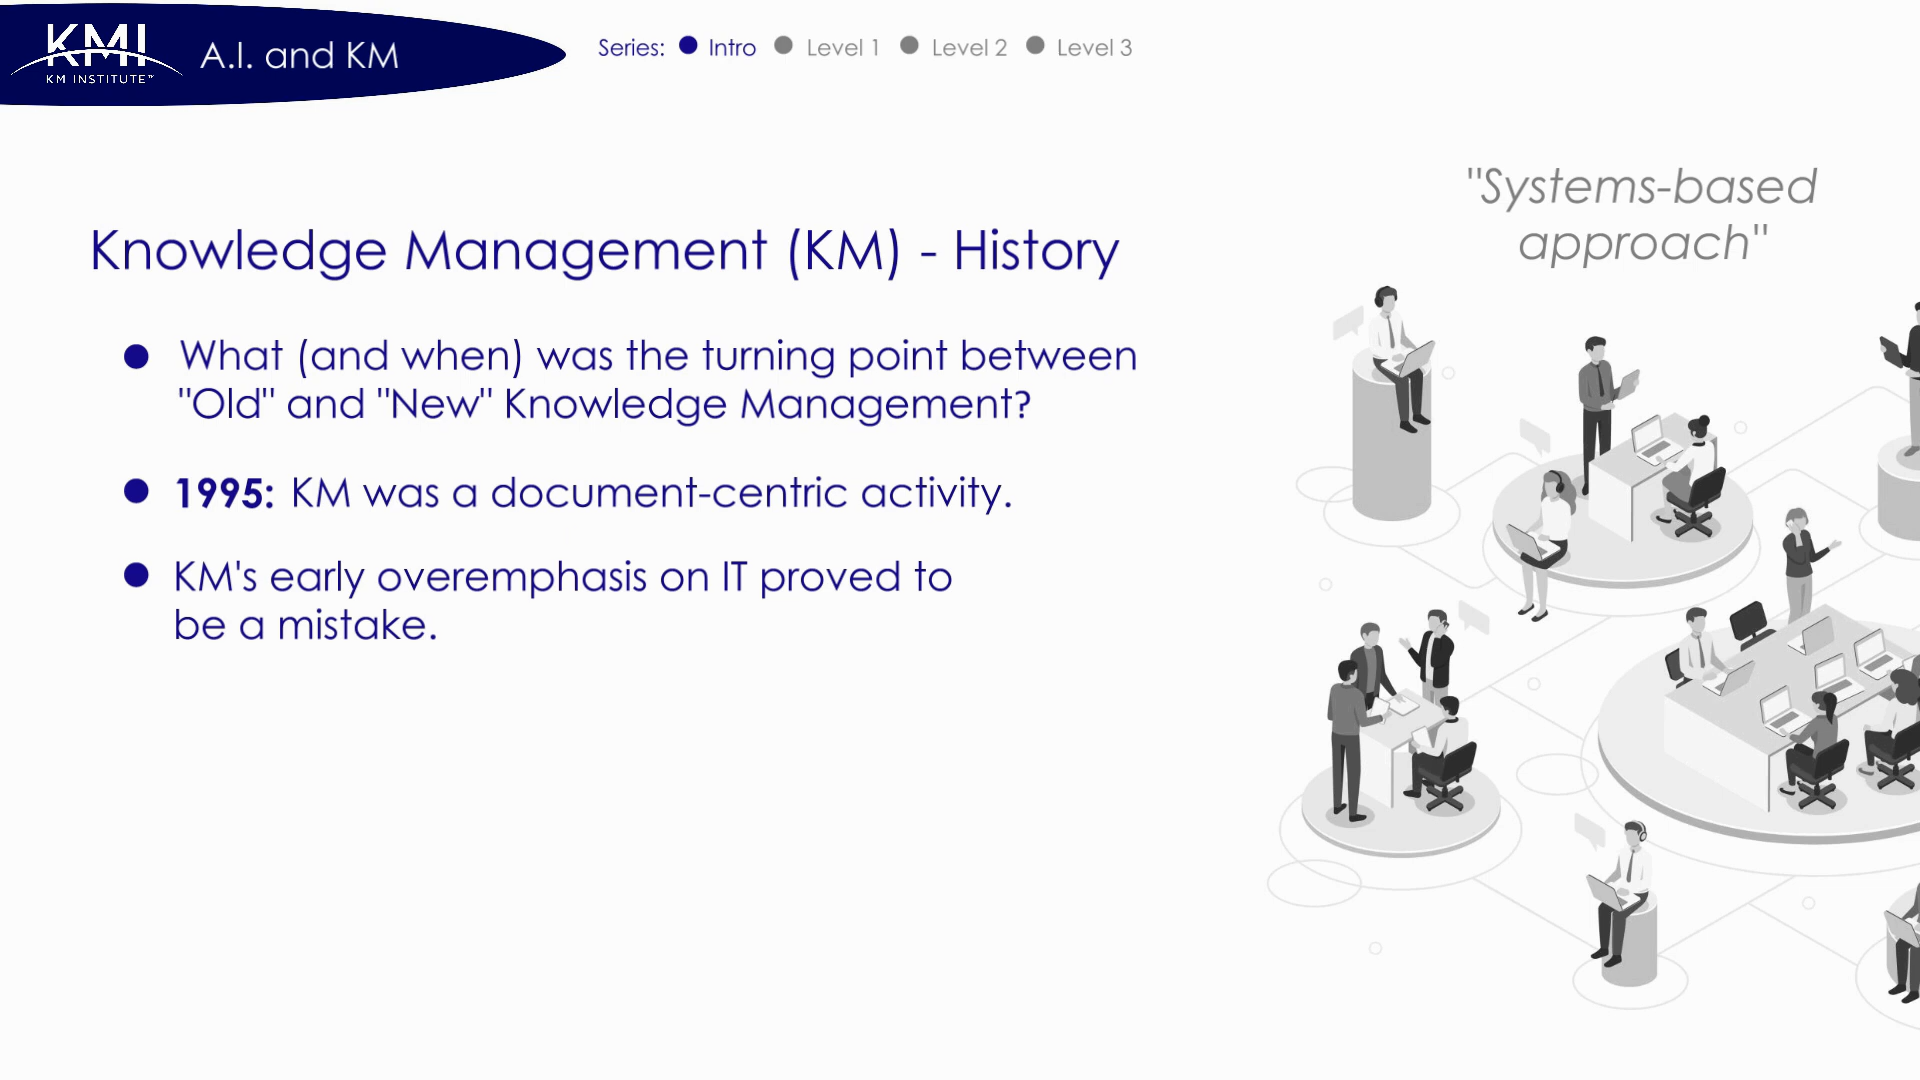 KMI
KM INSTITUTE™
A.I. and KM
Series: Intro Level 1 Level 2 Level 3
"Systems-based
approach"
Knowledge Management (KM) - History
What (and when) was the turning point between
"Old" and "New" Knowledge Management?
1995: KM was a document-centric activity.
KM's early overemphasis on IT proved to
be a mistake.